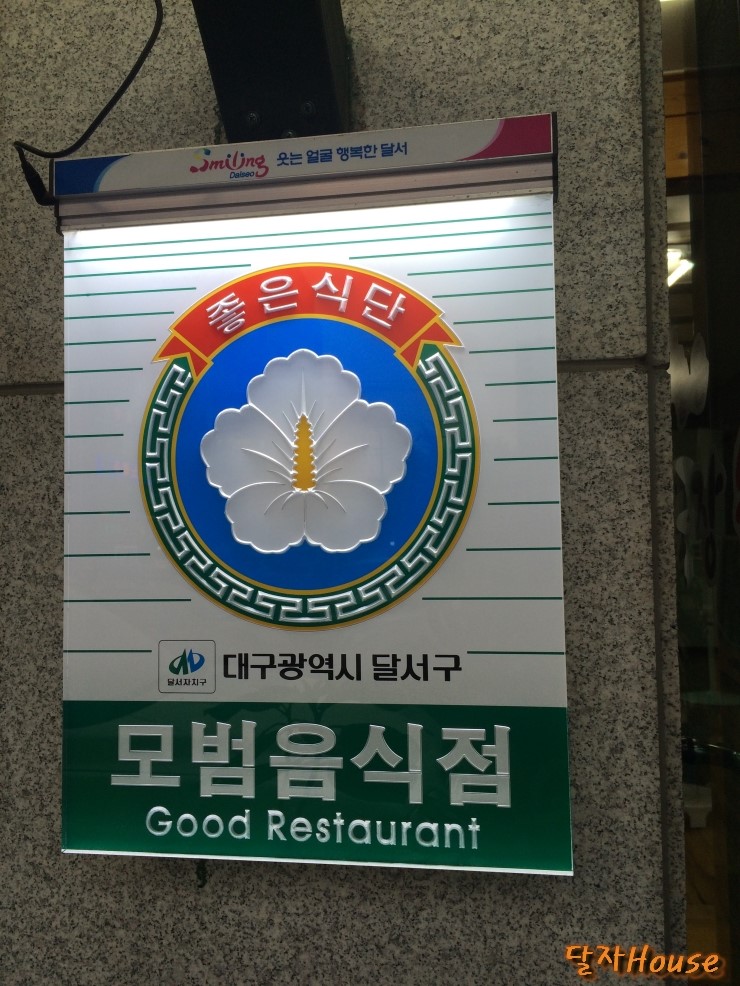 Smiling 웃는 얼굴 행복한 달서
Dalseo
좋은식단
달서자치구
대구광역시 달서구
모범음식점
Good Restaurant
달자House